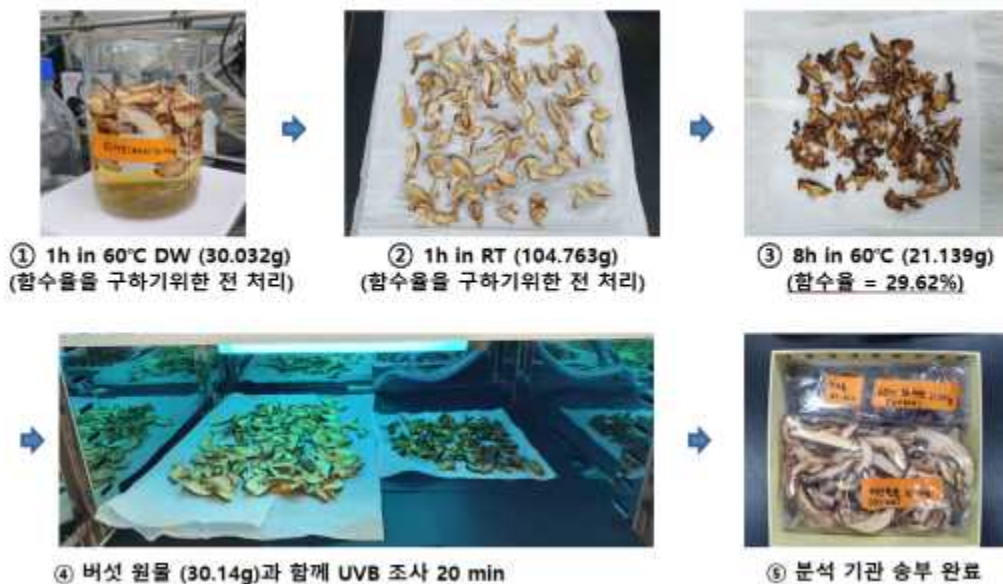 ① 1h in 60℃ DW (30.032g)
(함수율을 구하기위한 전 처리)
② 1h in RT (104.763g)
(함수율을 구하기위한 전 처리)
③ 8h in 60℃ (21.139g)
(함수율 = 29.62%)
④ 버섯 원물 (30.14g)과 함께 UVB 조사 20 min
⑤ 분석 기관 송부 완료